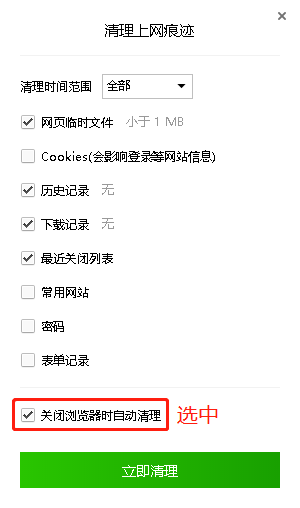 清理上网痕迹
清理时间范围 全部
网页临时文件 小于 1 MB
Cookies(会影响登录等网站信息)
历史记录 无
下载记录 无
最近关闭列表
常用网站
密码
表单记录
关闭浏览器时自动清理 选中
立即清理